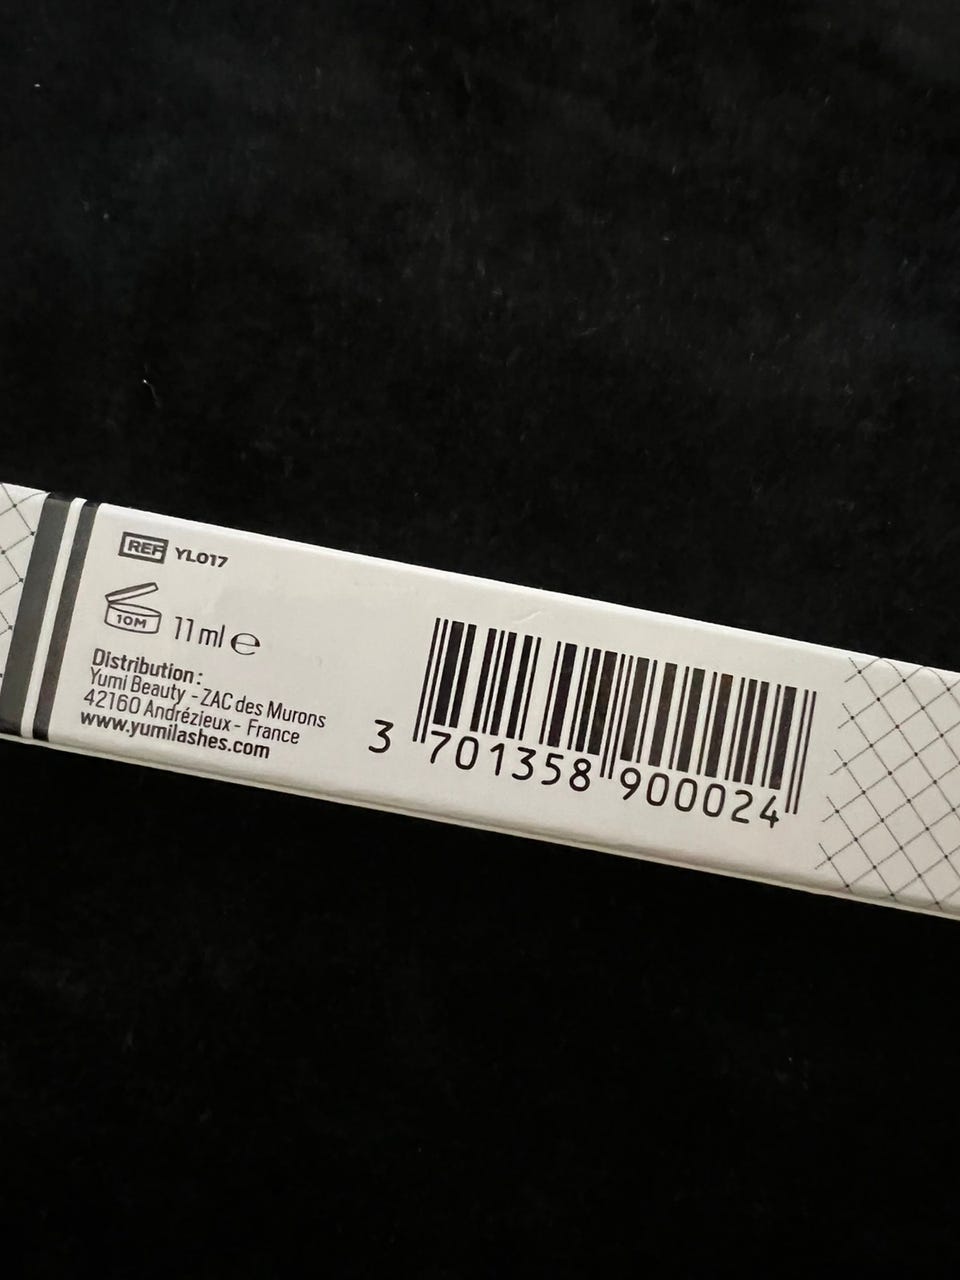 REF YL017
10M 11 ml ℮
Distribution :
Yumi Beauty - ZAC des Murons
42160 Andrézieux - France
www.yumilashes.com
3 701358 900024